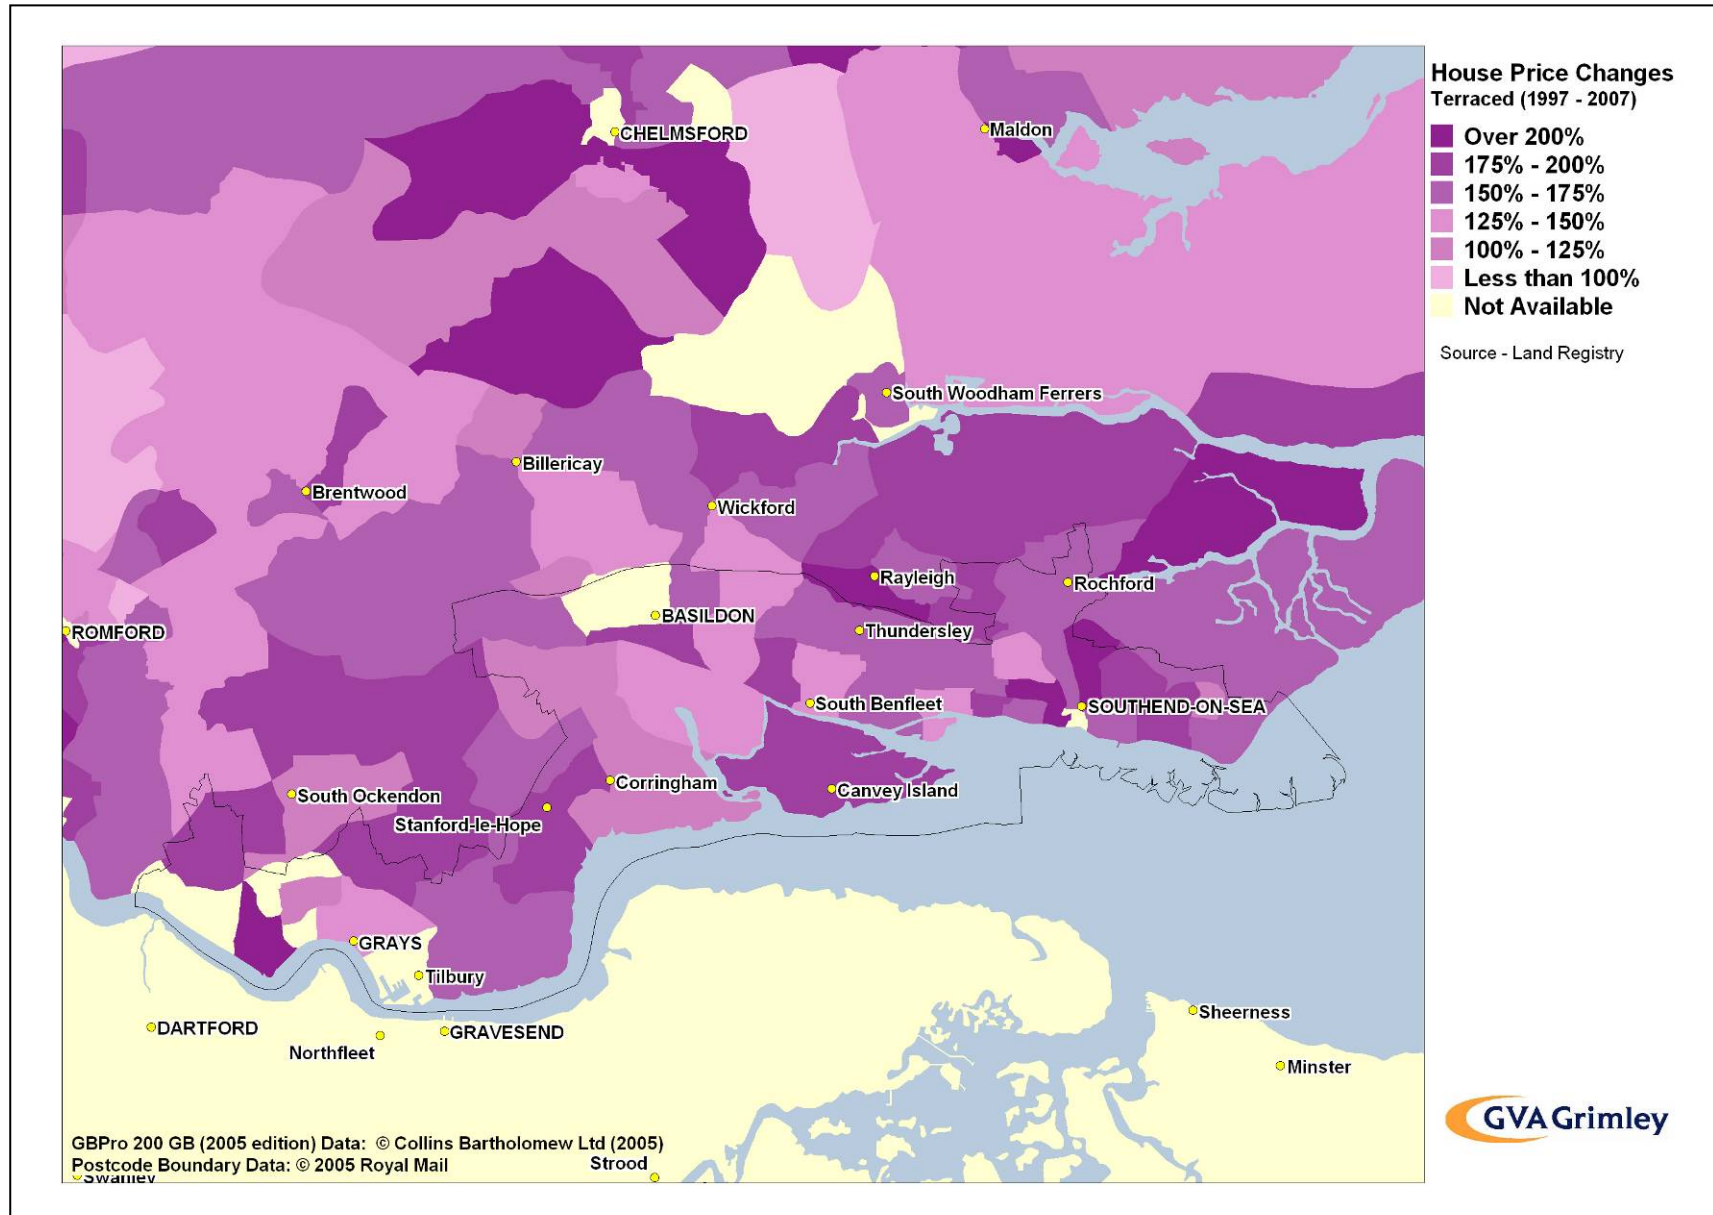 House Price Changes
Terraced (1997 - 2007)
Over 200%
175% - 200%
150% - 175%
125% - 150%
100% - 125%
Less than 100%
Not Available
Source - Land Registry
CHELMSFORD
Maldon
South Woodham Ferrers
Billericay
Brentwood
Wickford
Rayleigh
Rochford
BASILDON
Thundersley
ROMFORD
South Benfleet
SOUTHEND-ON-SEA
Corringham
Canvey Island
South Ockendon
Stanford-le-Hope
GRAYS
Tilbury
Sheerness
DARTFORD
GRAVESEND
Northfleet
Minster
GVA Grimley
GBPro 200 GB (2005 edition) Data: © Collins Bartholomew Ltd (2005)
Postcode Boundary Data: © 2005 Royal Mail
Strood
Swanley